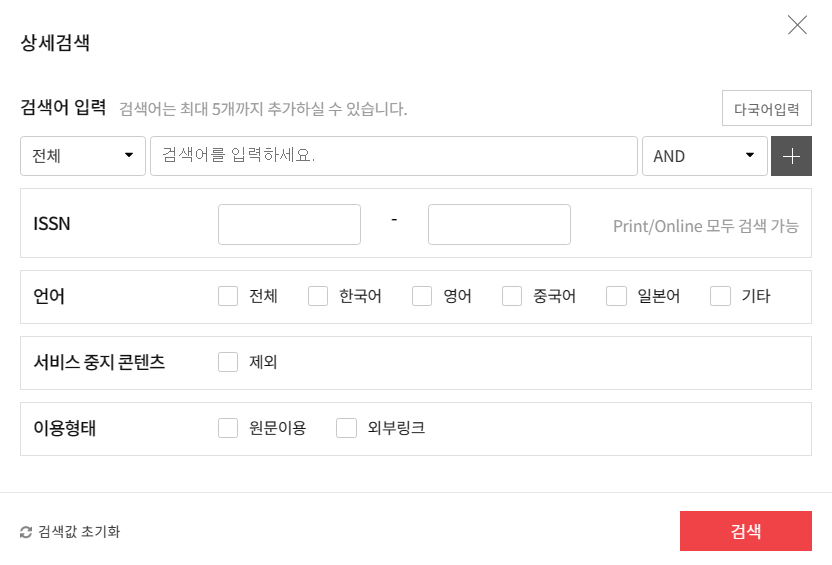 상세검색
검색어 입력 검색어는 최대 5개까지 추가하실 수 있습니다. 다국어입력
전체 검색어를 입력하세요. AND
ISSN - Print/Online 모두 검색 가능
언어 전체 한국어 영어 중국어 일본어 기타
서비스 중지 콘텐츠 제외
이용형태 원문이용 외부링크
검색값 초기화 검색